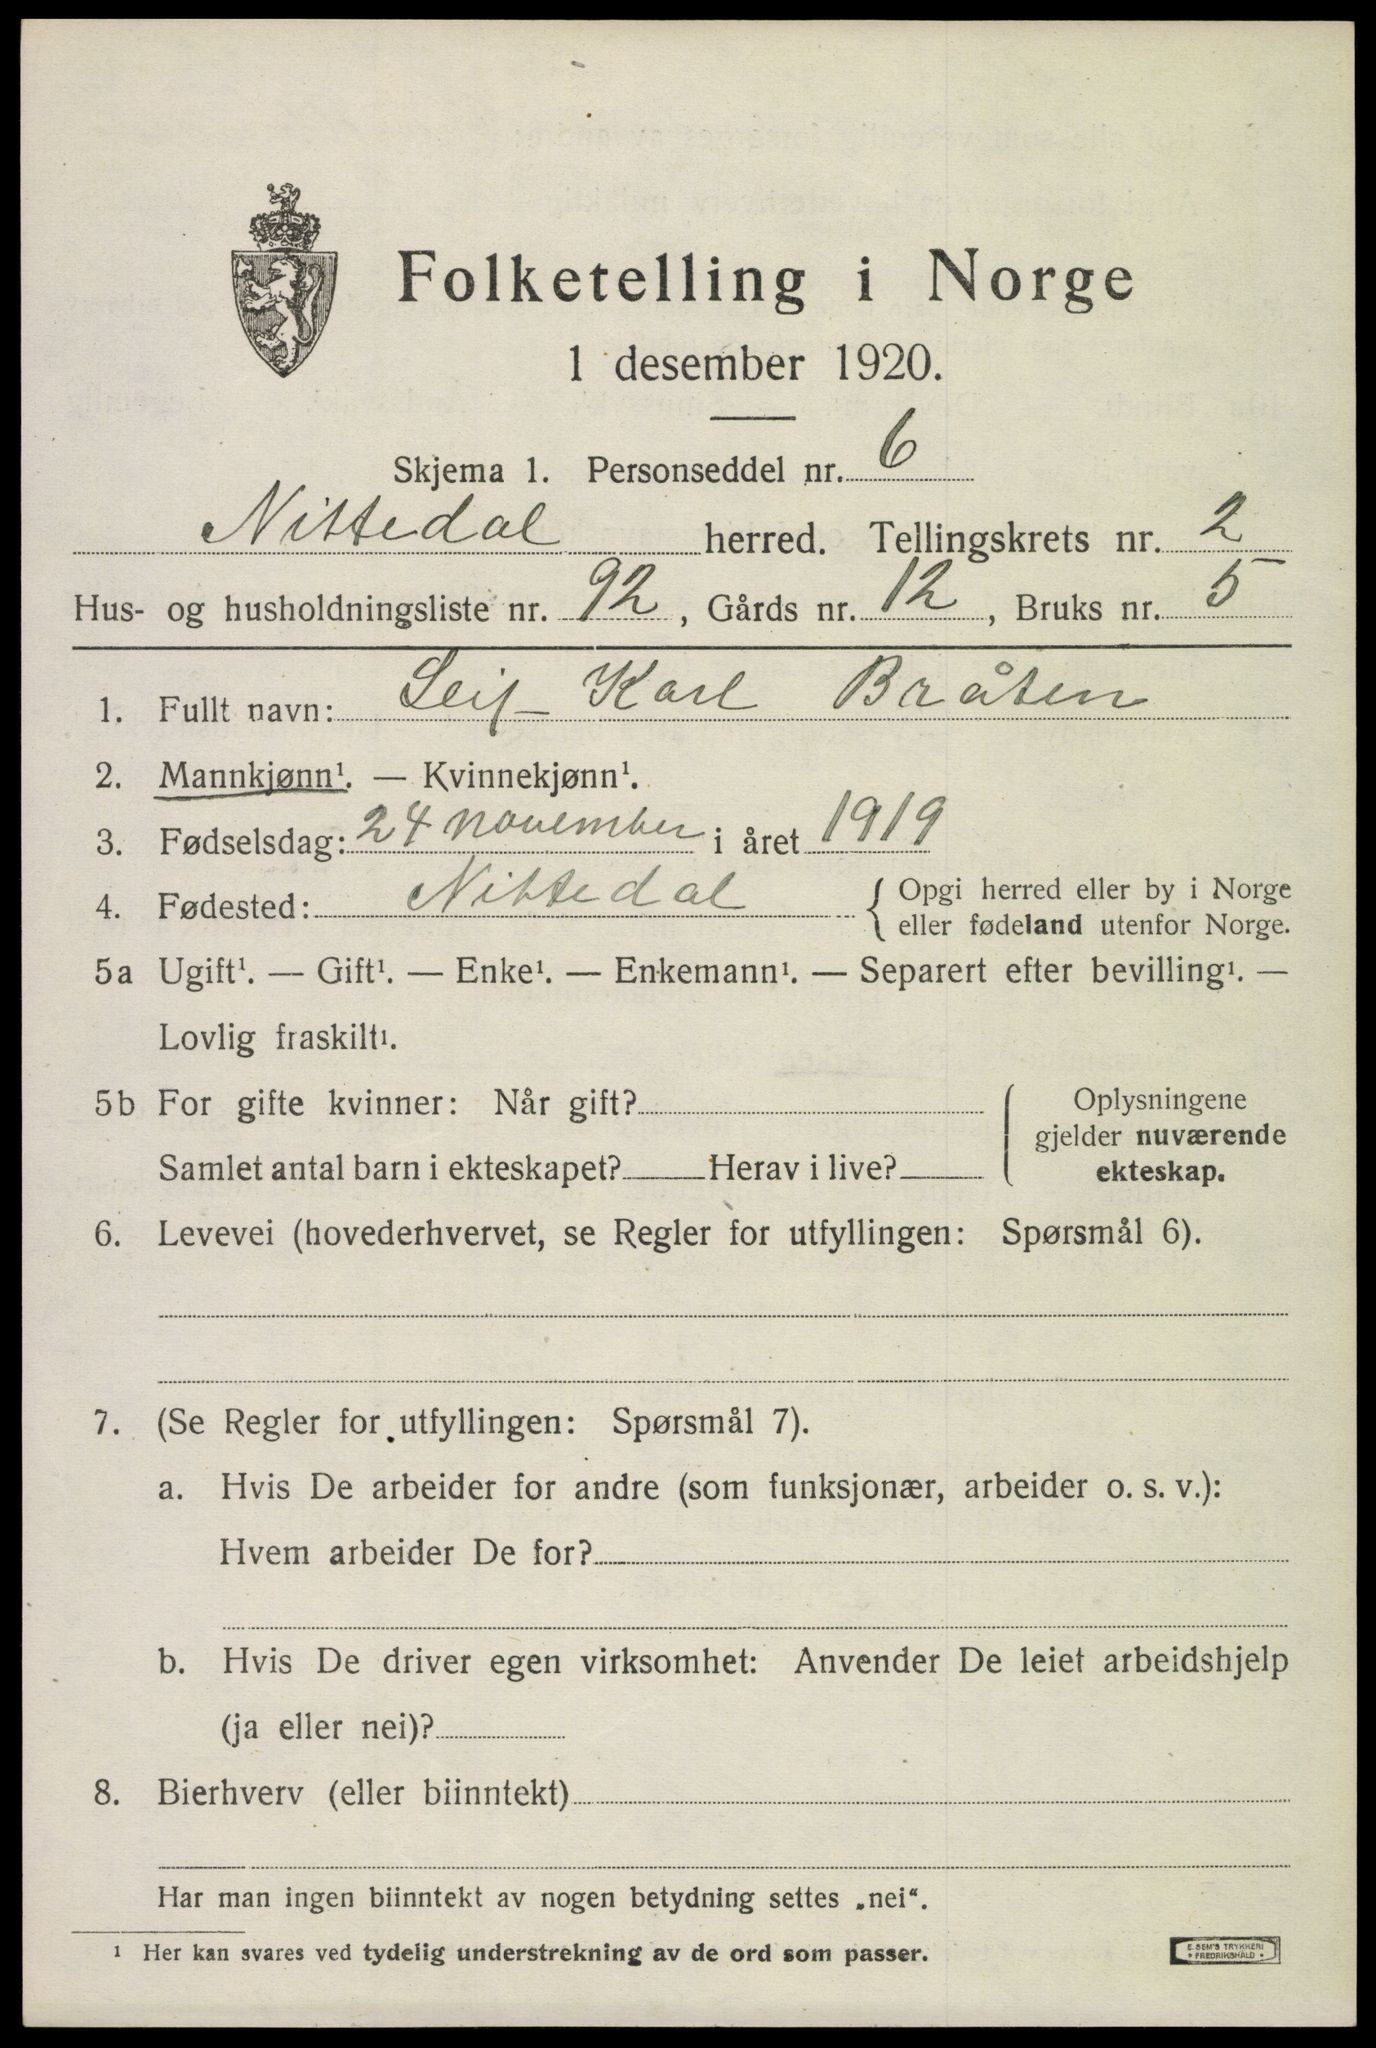 Folketelling i Norge
1 desember 1920.
Skjema 1. Personseddel nr. 6
Nittedal herred. Tellingskrets nr. 2
Hus- og husholdningsliste nr. 92, Gårds nr. 12, Bruks nr. 5
1. Fullt navn: Leif Karl Bråten
2. Mannkjønn¹. — Kvinnekjønn¹.
3. Fødselsdag: 24 november i året 1919
4. Fødested: Nittedal { Opgi herred eller by i Norge
eller fødeland utenfor Norge.
5a Ugift¹. — Gift¹. — Enke¹. — Enkemann¹. — Separert efter bevilling¹. —
Lovlig fraskilt¹.
5b For gifte kvinner: Når gift?
Samlet antal barn i ekteskapet? Herav i live?
Oplysningene
gjelder nuværende
ekteskap.
6. Levevei (hovederhvervet, se Regler for utfyllingen: Spørsmål 6).
7. (Se Regler for utfyllingen: Spørsmål 7).
a. Hvis De arbeider for andre (som funksjonær, arbeider o. s. v.):
Hvem arbeider De for?
b. Hvis De driver egen virksomhet: Anvender De leiet arbeidshjelp
(ja eller nei)?
8. Bierhverv (eller biinntekt)
Har man ingen biinntekt av nogen betydning settes „nei“.
¹ Her kan svares ved tydelig understrekning av de ord som passer.
E. SEM'S TRYKKERI
• FREDRIKSHALD •